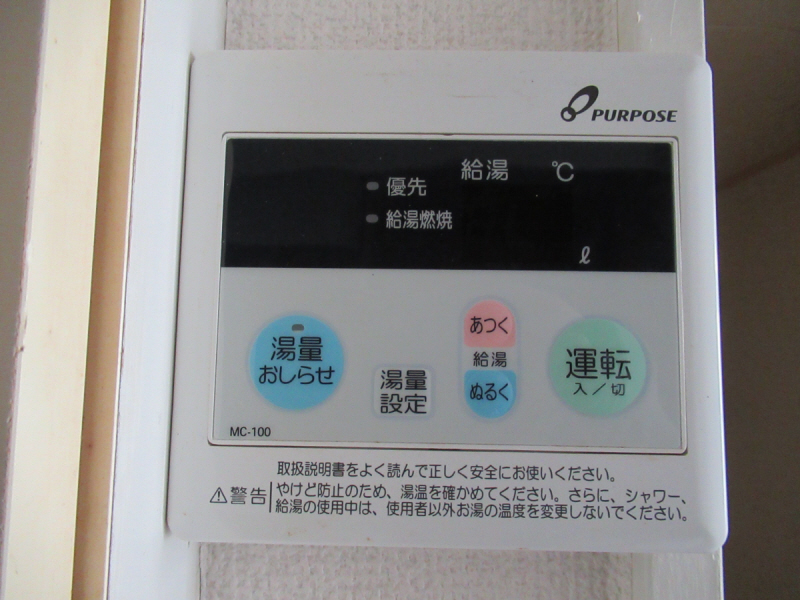 PURPOSE
給湯 ℃
優先
給湯燃焼
ℓ
湯量
おしらせ
湯量
設定
あつく
給湯
ぬるく
運転
入／切
MC-100
取扱説明書をよく読んで正しく安全にお使いください。
⚠警告 やけど防止のため、湯温を確かめてください。さらに、シャワー、
給湯の使用中は、使用者以外お湯の温度を変更しないでください。